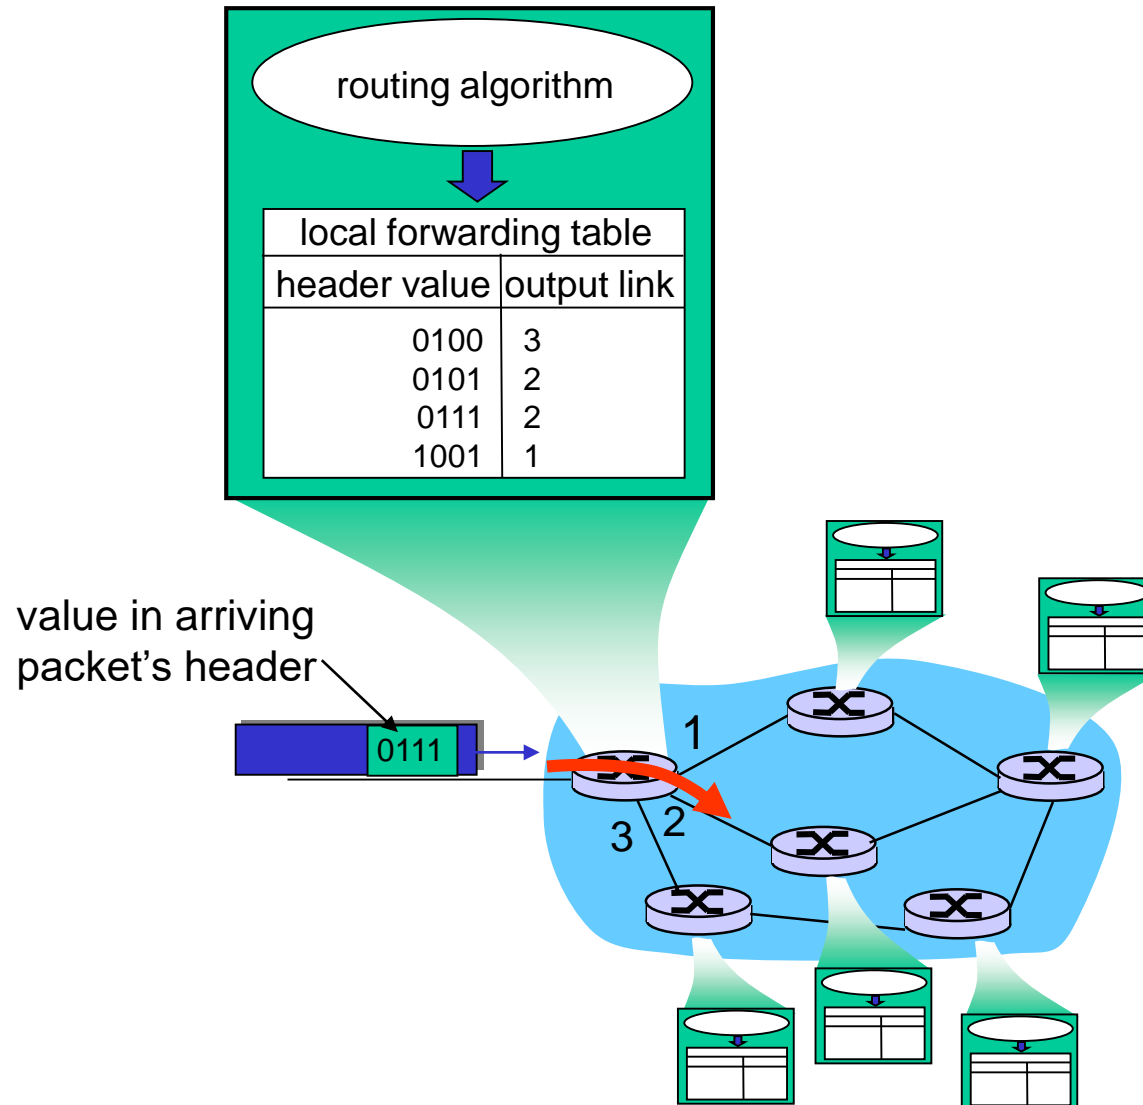 routing algorithm
local forwarding table
header value output link
0100 3
0101 2
0111 2
1001 1
value in arriving
packet's header
0111
1
2
3